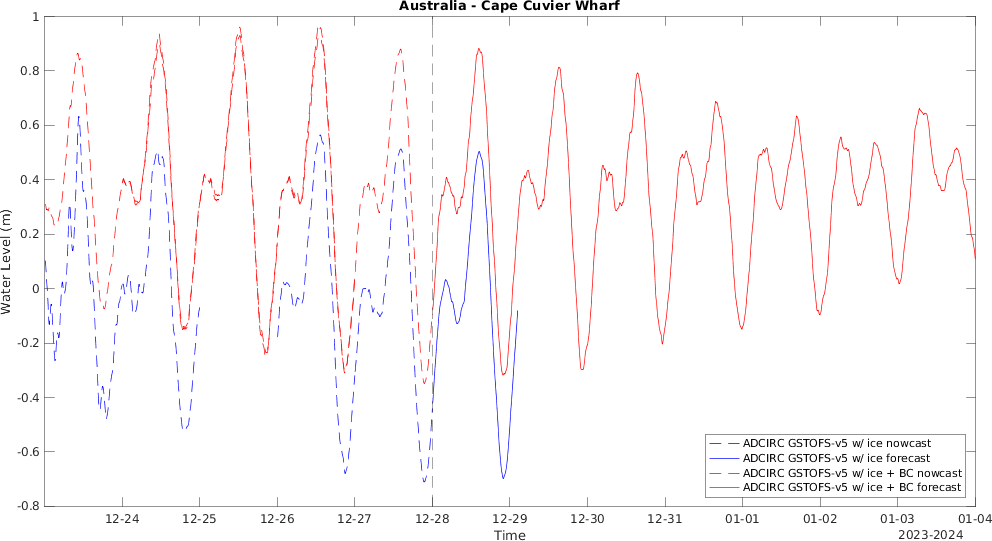 Australia - Cape Cuvier Wharf
1
0.8
0.6
0.4
0.2
0
-0.2
-0.4
-0.6
-0.8
Water Level (m)
ADCIRC GSTOFS-v5 w/ ice nowcast
ADCIRC GSTOFS-v5 w/ ice forecast
ADCIRC GSTOFS-v5 w/ ice + BC nowcast
ADCIRC GSTOFS-v5 w/ ice + BC forecast
12-24 12-25 12-26 12-27 12-28 12-29 12-30 12-31 01-01 01-02 01-03 01-04
Time
2023-2024